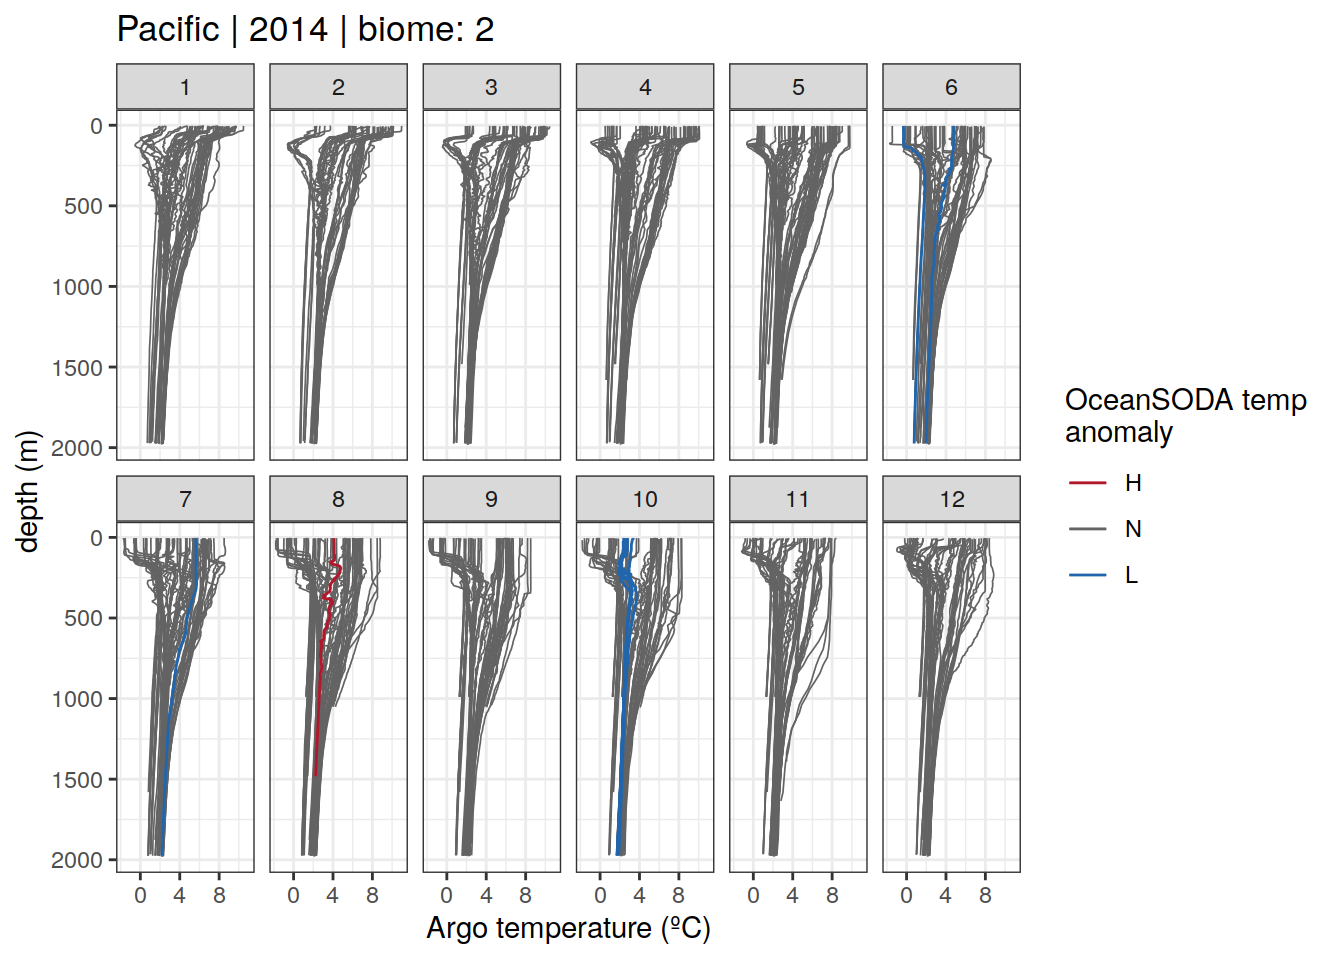 Pacific | 2014 | biome: 2
1 2 3 4 5 6
0
500
1000
1500
2000
7 8 9 10 11 12
0
500
1000
1500
2000
0 4 8 0 4 8 0 4 8 0 4 8 0 4 8 0 4 8
Argo temperature (ºC)
depth (m)
OceanSODA temp
anomaly
H
N
L